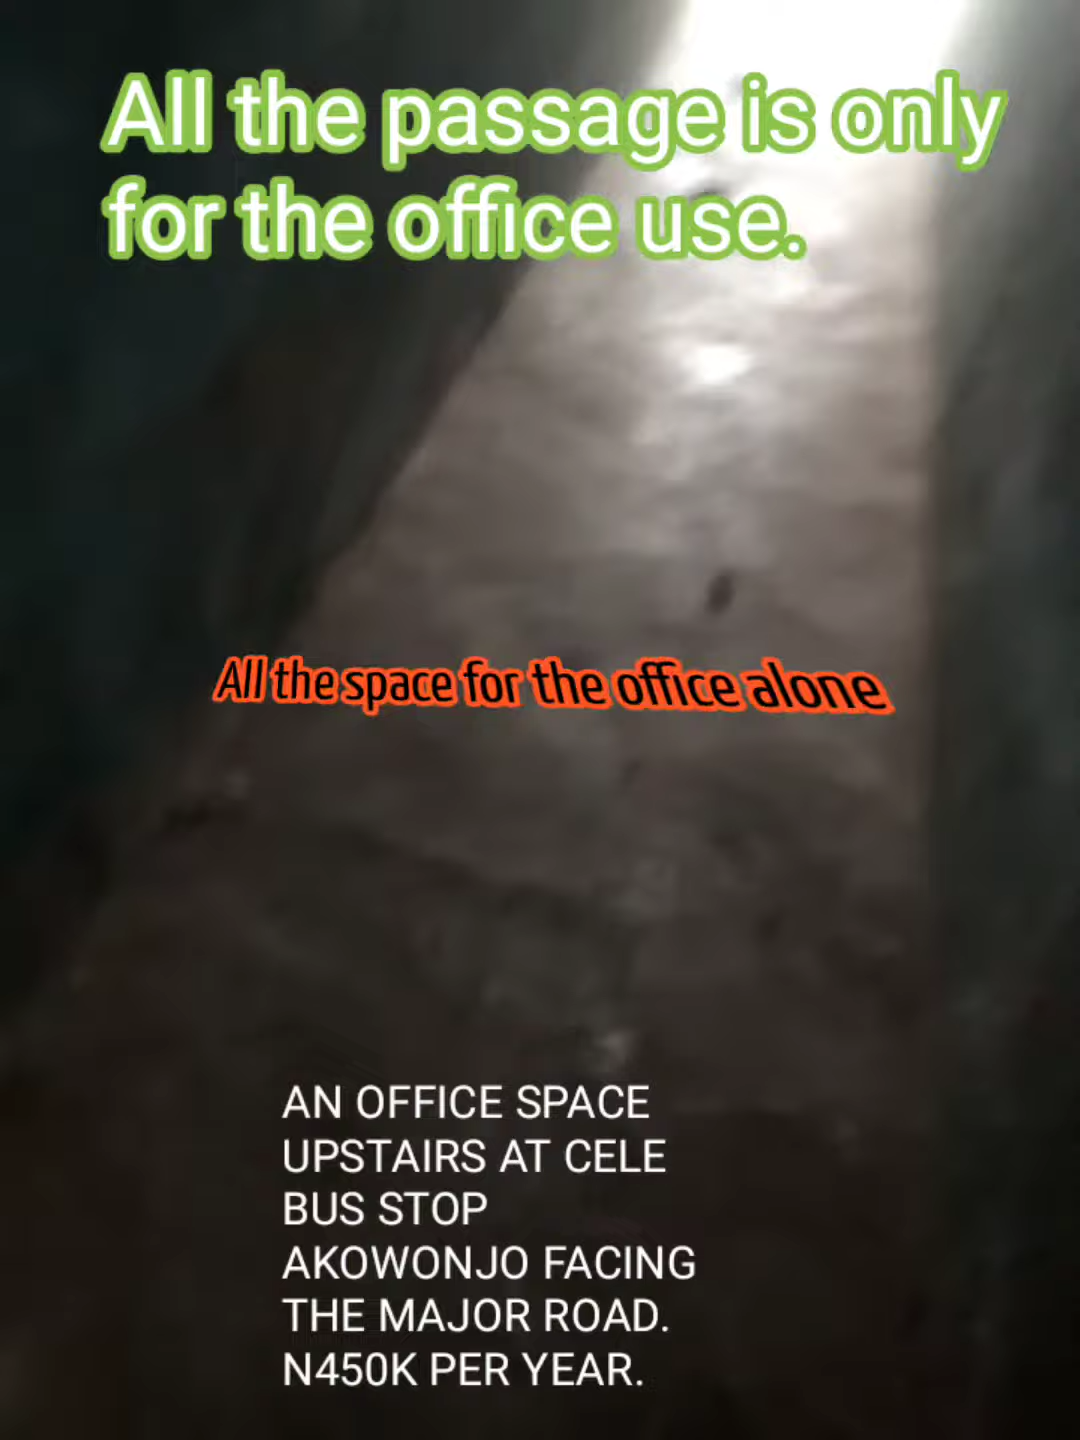 All the passage is only
for the office use.
All the space for the office alone
AN OFFICE SPACE
UPSTAIRS AT CELE
BUS STOP
AKOWONJO FACING
THE MAJOR ROAD.
N450K PER YEAR.